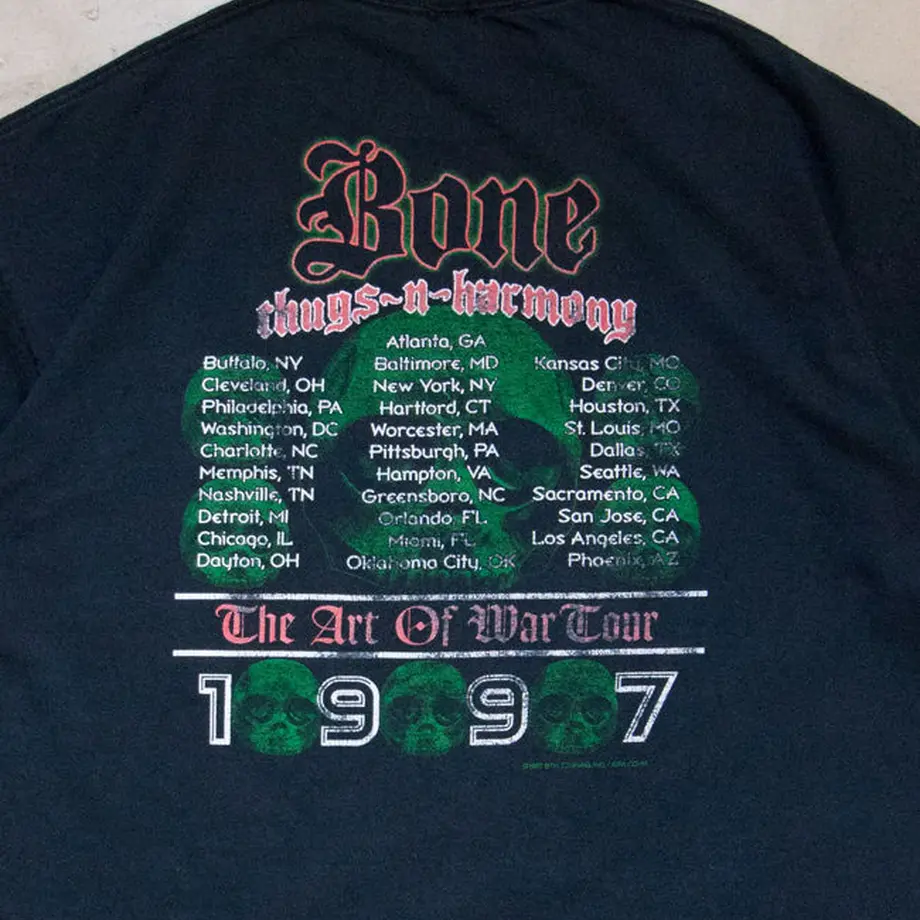 Bone
thugs~n~harmony
Atlanta, GA
Buffalo, NY Baltimore, MD Kansas City, MO
Cleveland, OH New York, NY Denver, CO
Philadelphia, PA Hartford, CT Houston, TX
Washington, DC Worcester, MA St. Louis, MO
Charlotte, NC Pittsburgh, PA Dallas, TX
Memphis, TN Hampton, VA Seattle, WA
Nashville, TN Greensboro, NC Sacramento, CA
Detroit, MI Orlando, FL San Jose, CA
Chicago, IL Miami, FL Los Angeles, CA
Dayton, OH Oklahoma City, OK Phoenix, AZ
The Art Of War Tour
1997